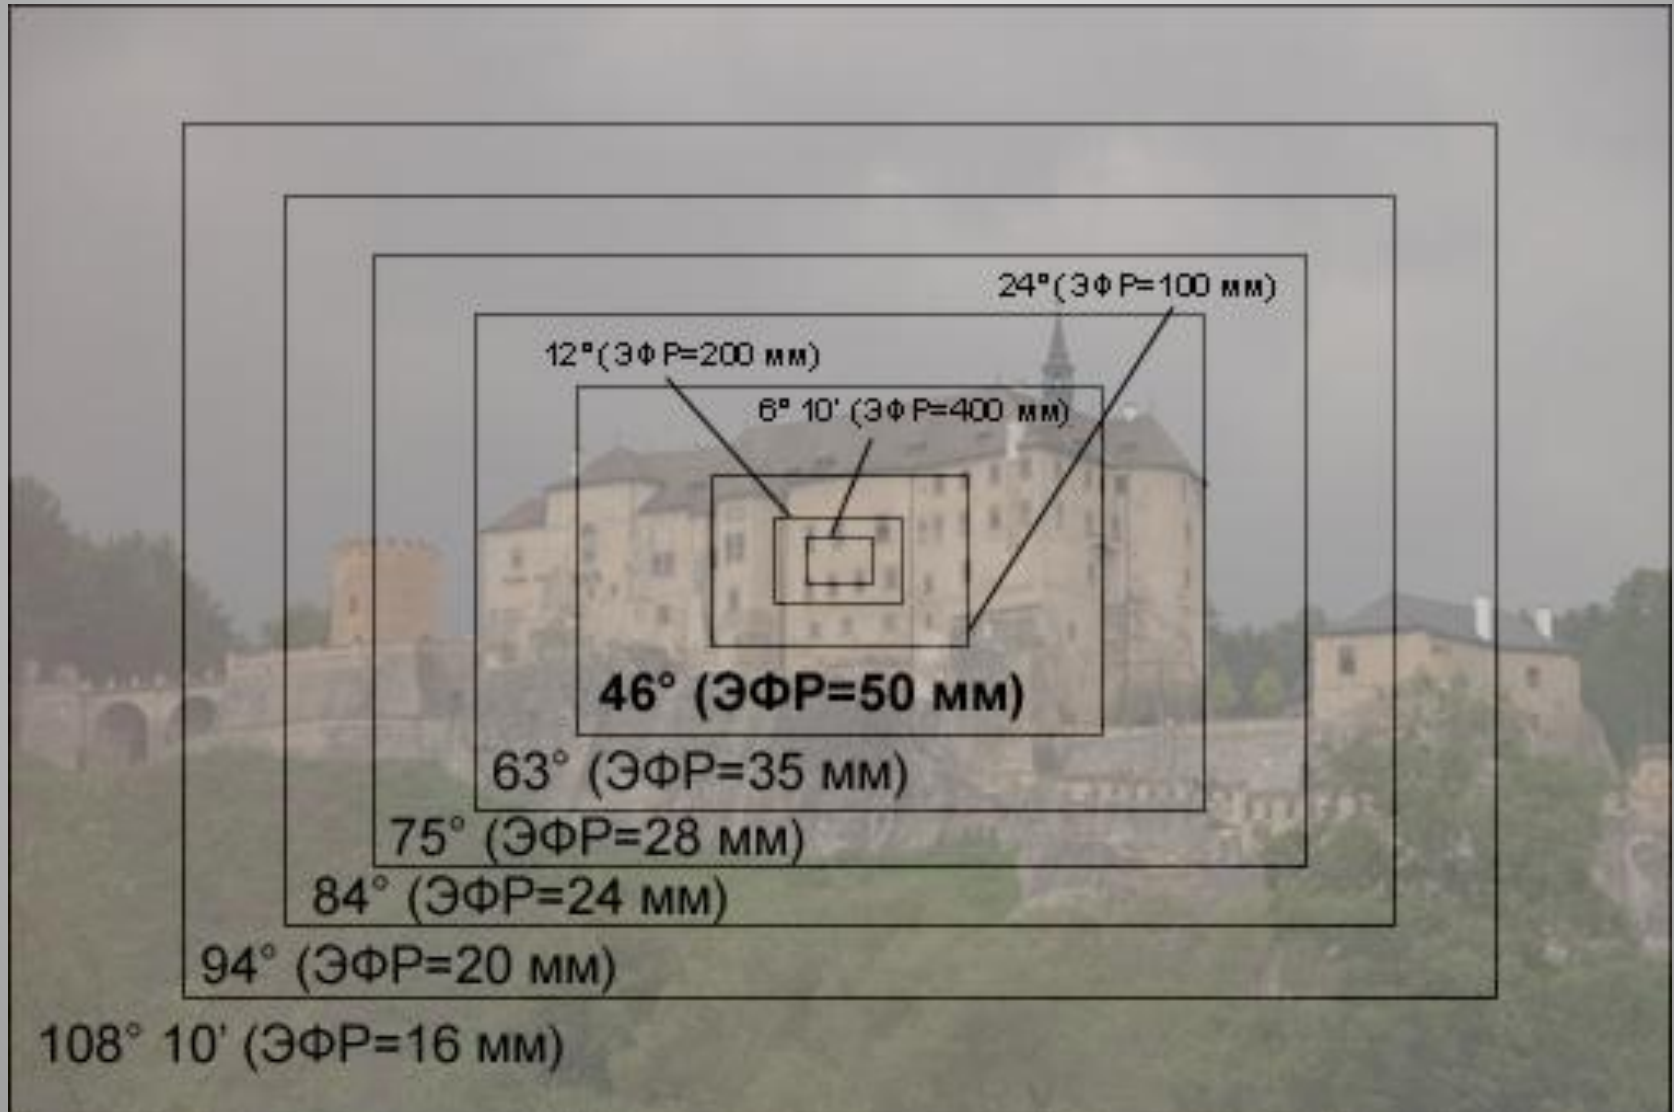 24° (ЭФР=100 мм)
12° (ЭФР=200 мм)
6° 10' (ЭФР=400 мм)
46° (ЭФР=50 мм)
63° (ЭФР=35 мм)
75° (ЭФР=28 мм)
84° (ЭФР=24 мм)
94° (ЭФР=20 мм)
108° 10' (ЭФР=16 мм)